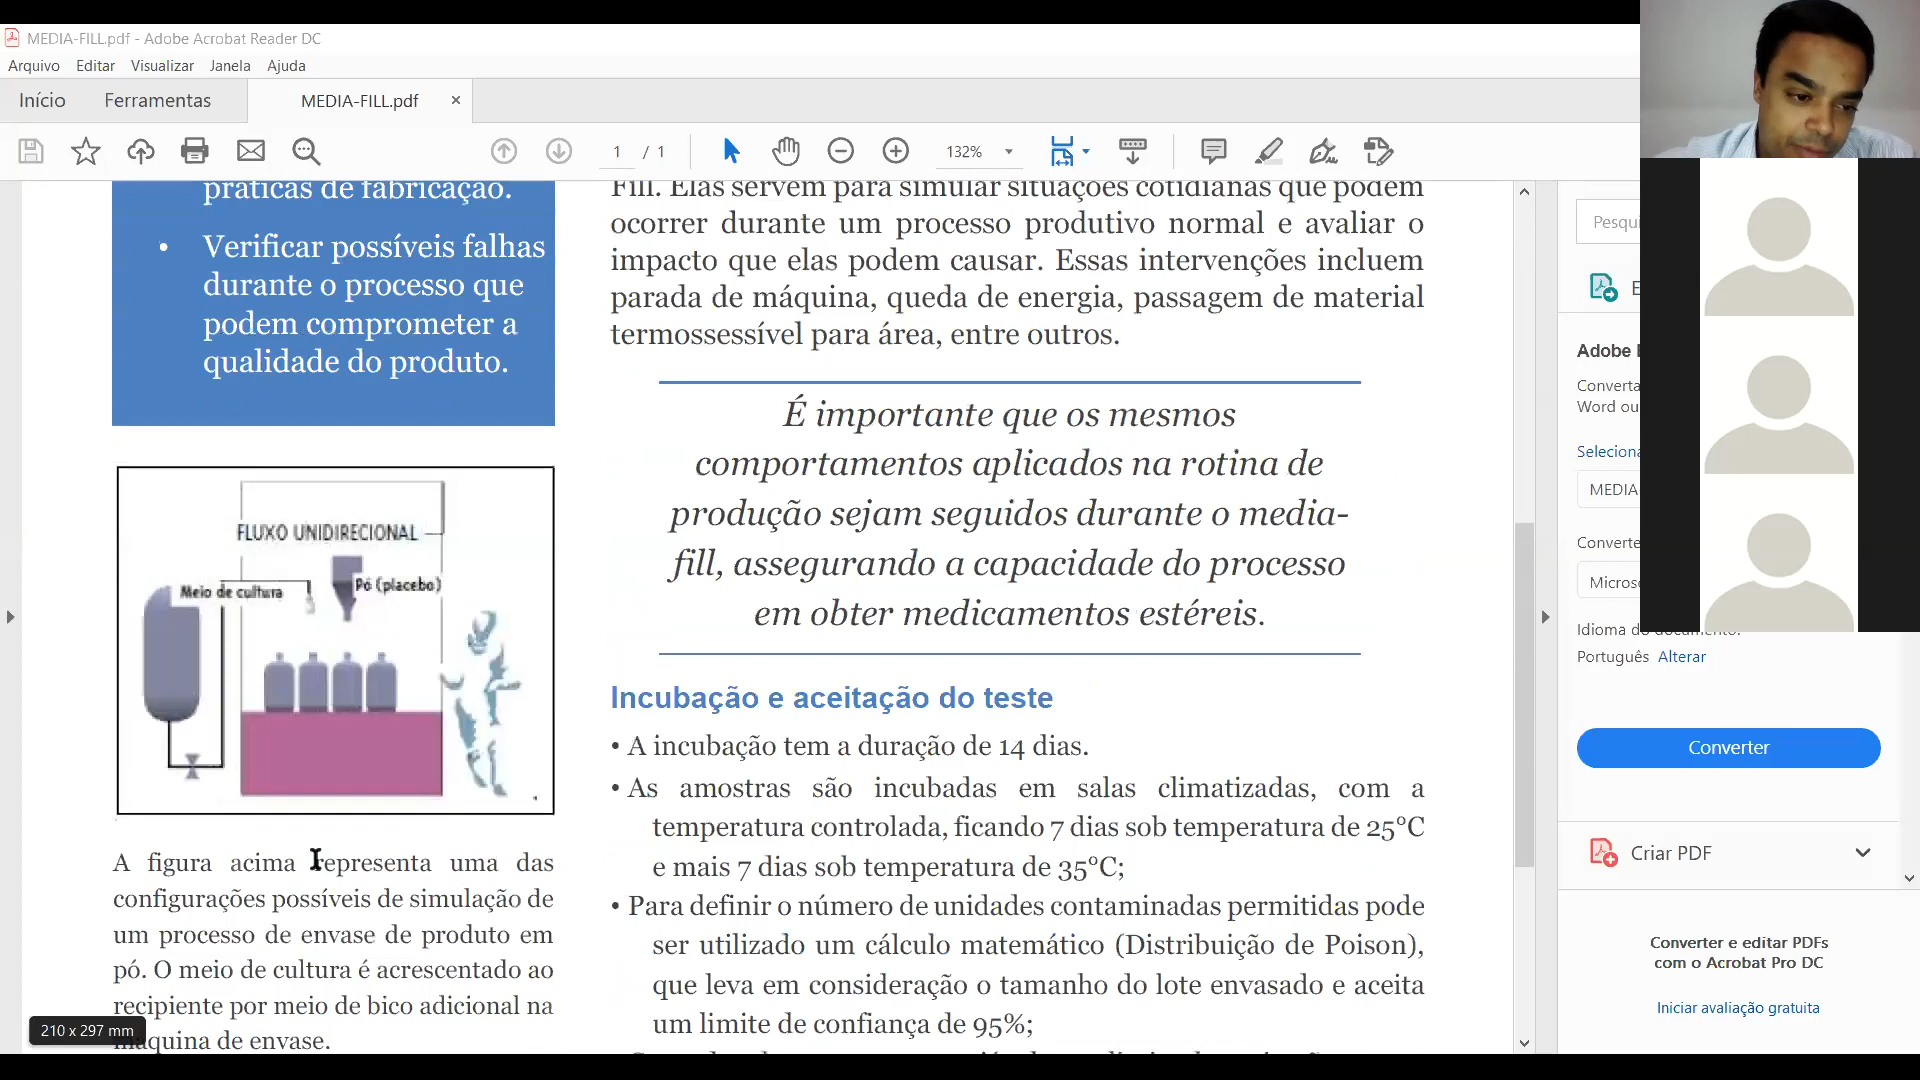 MEDIA-FILL.pdf - Adobe Acrobat Reader DC
Arquivo Editar Visualizar Janela Ajuda
Início Ferramentas MEDIA-FILL.pdf ×
1 / 1 132%
práticas de fabricação.
• Verificar possíveis falhas
durante o processo que
podem comprometer a
qualidade do produto.
FLUXO UNIDIRECIONAL
Meio de cultura
Pó (placebo)
A figura acima representa uma das
configurações possíveis de simulação de
um processo de envase de produto em
pó. O meio de cultura é acrescentado ao
recipiente por meio de bico adicional na
máquina de envase.
210 x 297 mm
Fill. Elas servem para simular situações cotidianas que podem
ocorrer durante um processo produtivo normal e avaliar o
impacto que elas podem causar. Essas intervenções incluem
parada de máquina, queda de energia, passagem de material
termossessível para área, entre outros.
É importante que os mesmos
comportamentos aplicados na rotina de
produção sejam seguidos durante o media-
fill, assegurando a capacidade do processo
em obter medicamentos estéreis.
Incubação e aceitação do teste
• A incubação tem a duração de 14 dias.
• As amostras são incubadas em salas climatizadas, com a
temperatura controlada, ficando 7 dias sob temperatura de 25°C
e mais 7 dias sob temperatura de 35°C;
• Para definir o número de unidades contaminadas permitidas pode
ser utilizado um cálculo matemático (Distribuição de Poison),
que leva em consideração o tamanho do lote envasado e aceita
um limite de confiança de 95%;
Pesqui
E
Adobe
Converta
Word ou
Seleciona
MEDIA-
Converte
Microso
Idioma do documento:
Português Alterar
Converter
Criar PDF
Converter e editar PDFs
com o Acrobat Pro DC
Iniciar avaliação gratuita